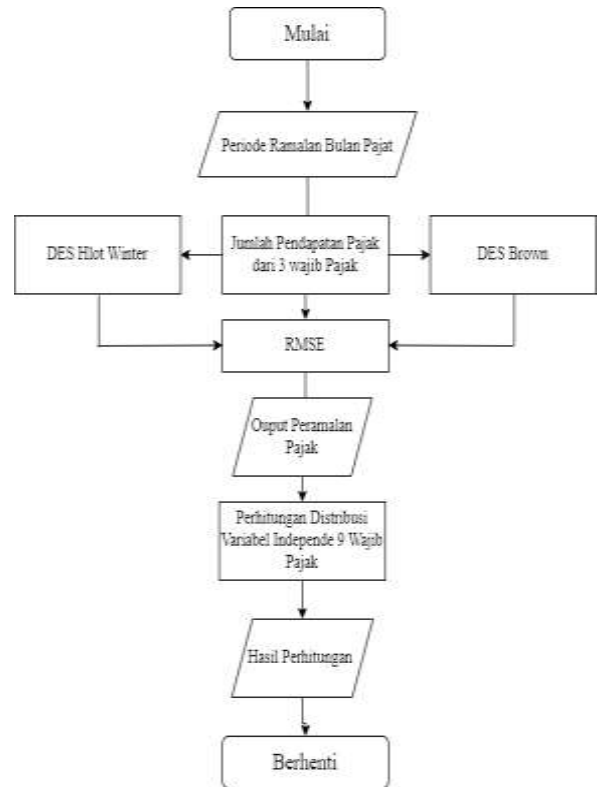 Mulai
Periode Ramalan Bulan Pajat
DES Hlot Winter
Jumlah Pendapatan Pajak
dari 3 wajib Pajak
DES Brown
RMSE
Ouput Peramalan
Pajak
Perhitungan Distribusi
Variabel Independe 9 Wajib
Pajak
Hasil Perhitungan
Berhenti